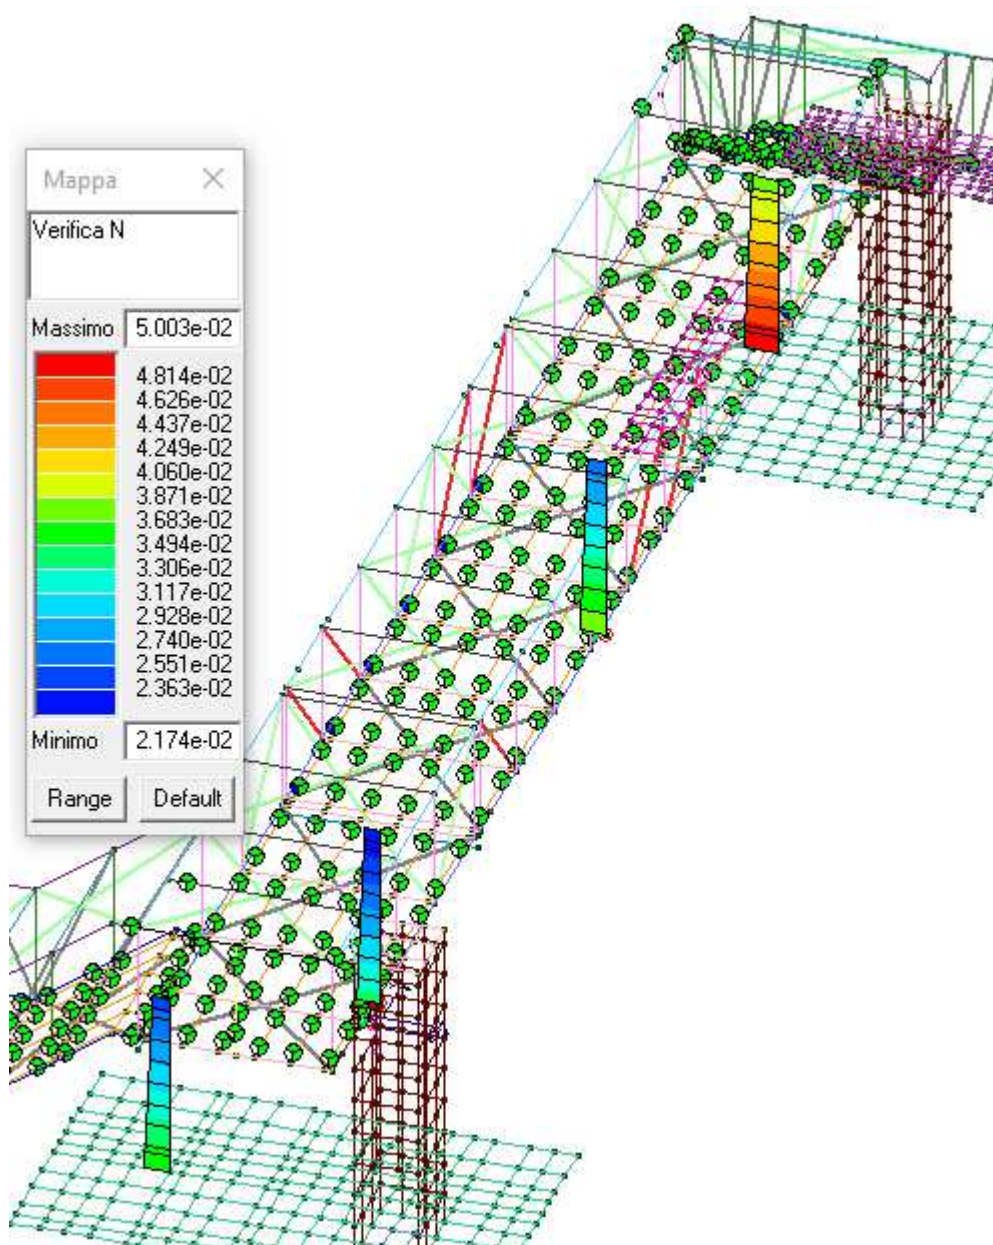 Mappa
Verifica N
Massimo 5.003e-02
4.814e-02
4.626e-02
4.437e-02
4.249e-02
4.060e-02
3.871e-02
3.683e-02
3.494e-02
3.306e-02
3.117e-02
2.928e-02
2.740e-02
2.551e-02
2.363e-02
Minimo 2.174e-02
Range Default